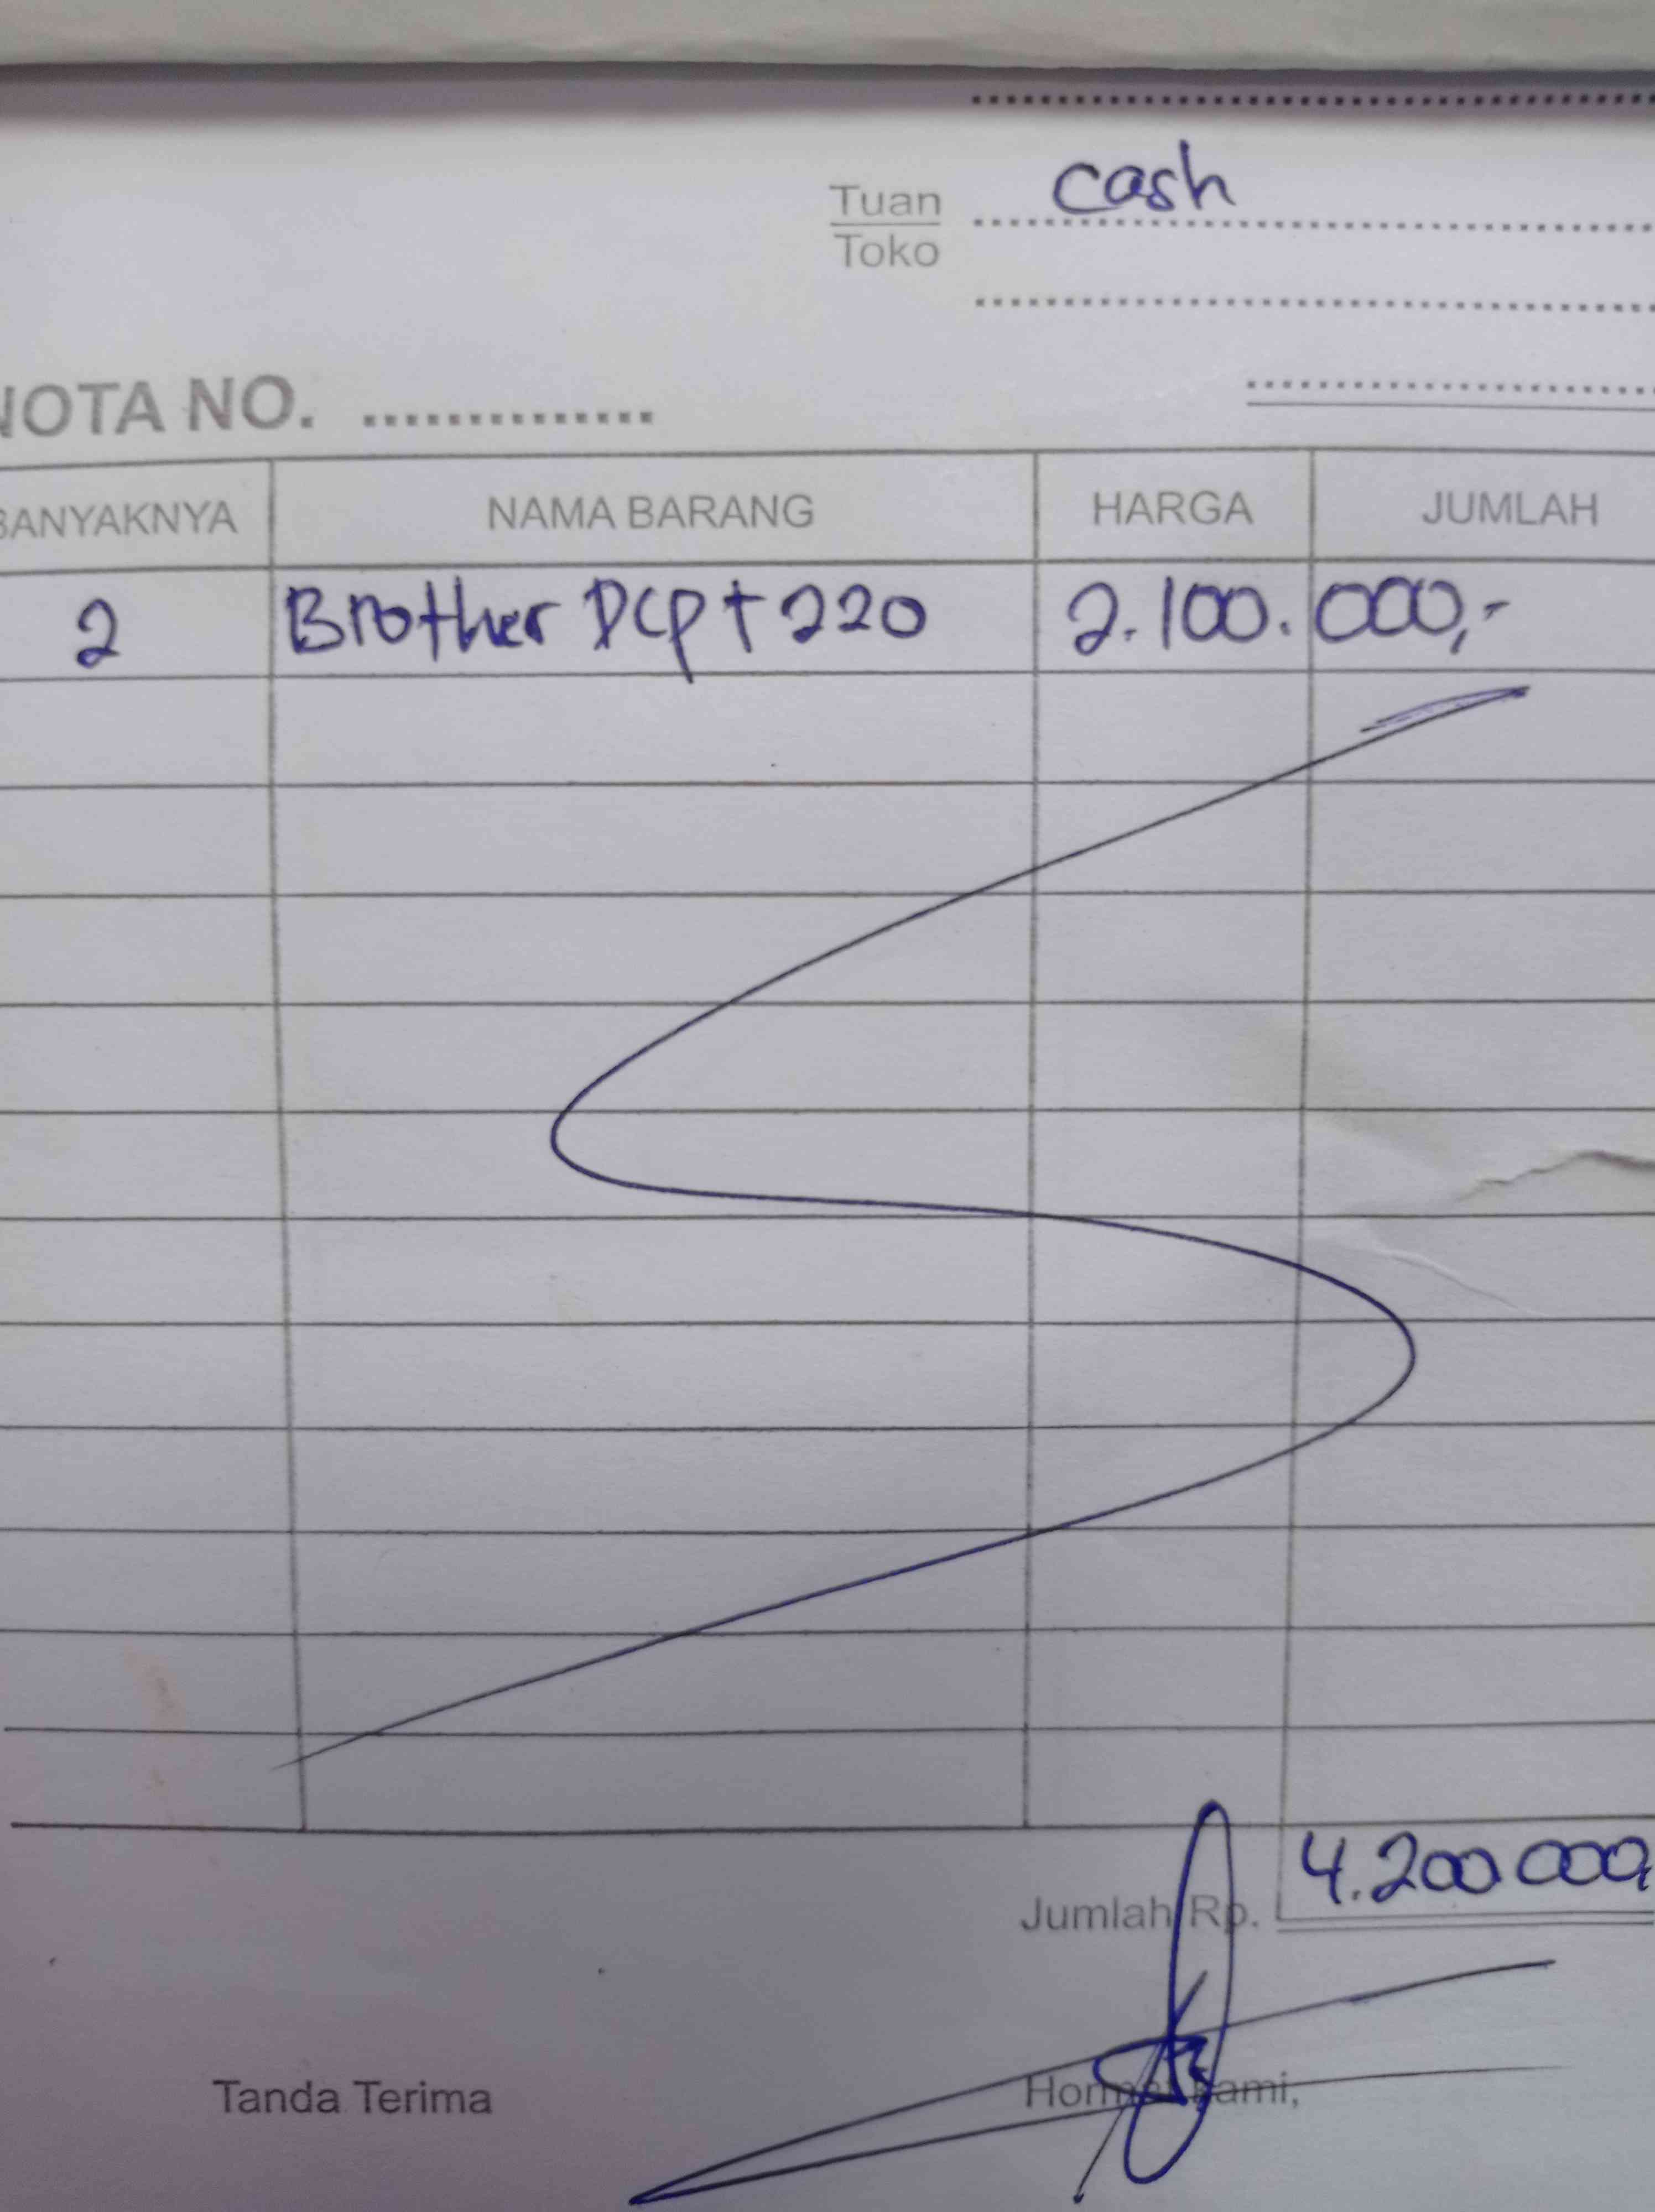 cash
Tuan
Toko
NOTA NO. ..............
BANYAKNYA NAMA BARANG HARGA JUMLAH
2 Brother DCP t 220 2.100.000,-
Jumlah Rp. 4.200.000,
Tanda Terima Hormat kami,